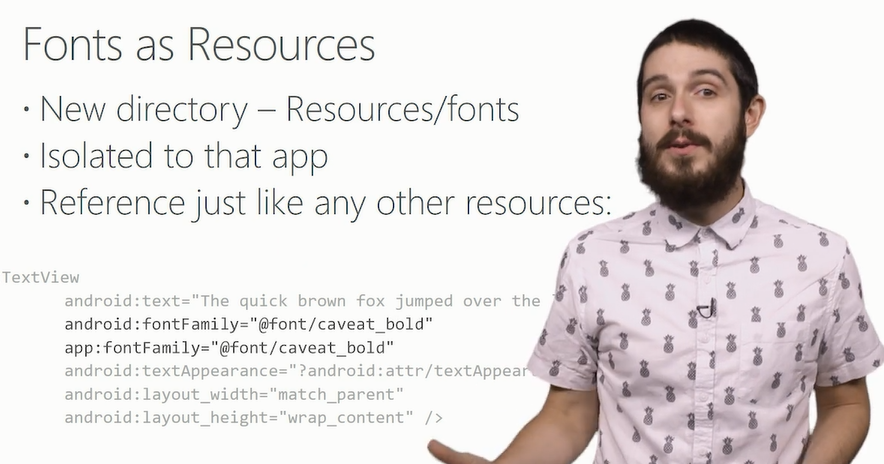 Fonts as Resources
· New directory – Resources/fonts
· Isolated to that app
· Reference just like any other resources:
TextView
android:text="The quick brown fox jumped over the
android:fontFamily="@font/caveat_bold"
app:fontFamily="@font/caveat_bold"
android:textAppearance="?android:attr/textAppear
android:layout_width="match_parent"
android:layout_height="wrap_content" />